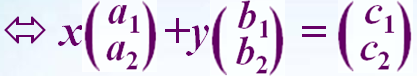 ⇔ x(a₁ a₂) + y(b₁ b₂) = (c₁ c₂)